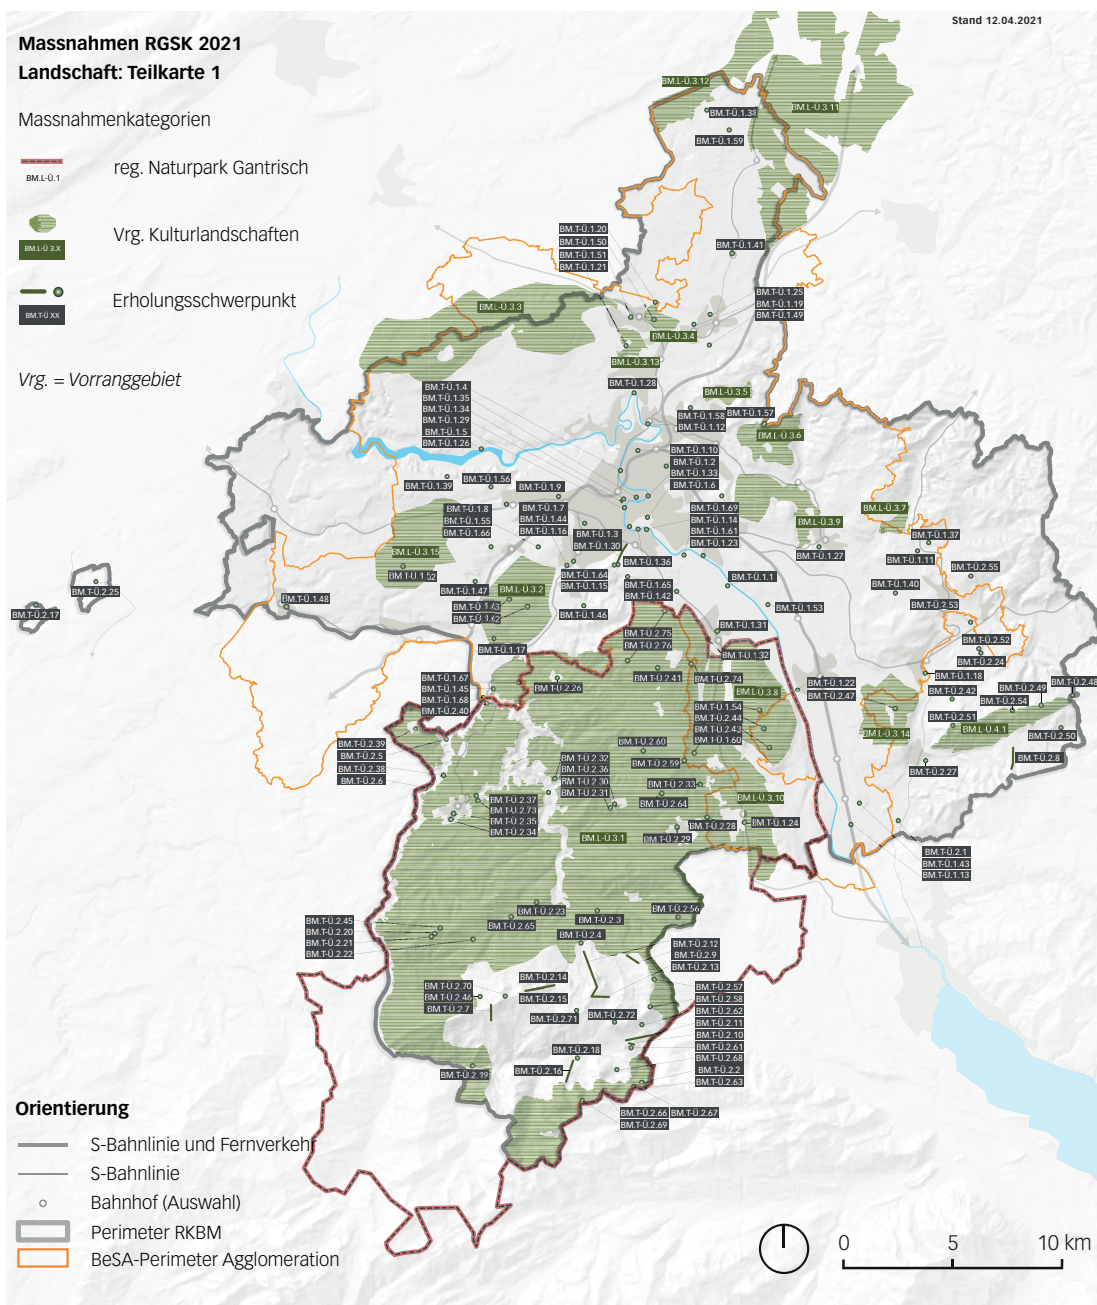 Stand 12.04.2021
Massnahmen RGSK 2021
Landschaft: Teilkarte 1
Massnahmenkategorien
BM.L-Ü.1
reg. Naturpark Gantrisch
BM.L-Ü 3.X
Vrg. Kulturlandschaften
BM.T-Ü XX
Erholungsschwerpunkt
Vrg. = Vorranggebiet
BM.L-Ü.3.12
BM.L-Ü.3.11
BM.T-Ü.1.38
BM.T-Ü.1.59
BM.T-Ü.1.20
BM.T-Ü.1.50
BM.T-Ü.1.51
BM.T-Ü.1.21
BM.T-Ü.1.41
BM.T-Ü.1.25
BM.T-Ü.1.19
BM.T-Ü.1.49
BM.L-Ü.3.3
BM.L-Ü.3.4
BM.L-Ü.3.13
BM.T-Ü.1.28
BM.T-Ü.1.4
BM.T-Ü.1.35
BM.T-Ü.1.34
BM.T-Ü.1.29
BM.T-Ü.1.5
BM.T-Ü.1.26
BM.L-Ü.3.5
BM.T-Ü.1.58
BM.T-Ü.1.57
BM.T-Ü.1.12
BM.L-Ü.3.6
BM.T-Ü.1.10
BM.T-Ü.1.2
BM.T-Ü.1.33
BM.T-Ü.1.6
BM.T-Ü.1.39
BM.T-Ü.1.56
BM.T-Ü.1.9
BM.T-Ü.1.8
BM.T-Ü.1.55
BM.T-Ü.1.66
BM.T-Ü.1.7
BM.T-Ü.1.44
BM.T-Ü.1.16
BM.T-Ü.1.69
BM.T-Ü.1.14
BM.T-Ü.1.61
BM.T-Ü.1.23
BM.L-Ü.3.9
BM.L-Ü.3.7
BM.T-Ü.1.3
BM.T-Ü.1.30
BM.T-Ü.1.27
BM.T-Ü.1.37
BM.T-Ü.1.11
BM.L-Ü.3.15
BM.T-Ü.1.52
BM.T-Ü.1.36
BM.T-Ü.1.64
BM.T-Ü.1.15
BM.T-Ü.1.65
BM.T-Ü.1.42
BM.T-Ü.1.1
BM.T-Ü.1.40
BM.T-Ü.2.55
BM.T-Ü.2.25
BM.T-Ü.2.17
BM.T-Ü.1.48
BM.T-Ü.1.47
BM.L-Ü.3.2
BM.T-Ü.1.63
BM.T-Ü.1.62
BM.T-Ü.1.46
BM.T-Ü.1.53
BM.T-Ü.2.53
BM.T-Ü.1.31
BM.T-Ü.2.75
BM.T-Ü.2.76
BM.T-Ü.1.17
BM.T-Ü.1.32
BM.T-Ü.2.52
BM.T-Ü.2.24
BM.T-Ü.1.18
BM.T-Ü.1.67
BM.T-Ü.1.45
BM.T-Ü.1.68
BM.T-Ü.2.40
BM.T-Ü.2.26
BM.T-Ü.2.41
BM.T-Ü.2.74
BM.L-Ü.3.8
BM.T-Ü.1.22
BM.T-Ü.2.47
BM.T-Ü.2.42
BM.T-Ü.2.49
BM.T-Ü.2.48
BM.T-Ü.2.54
BM.T-Ü.1.54
BM.T-Ü.2.44
BM.T-Ü.2.43
BM.T-Ü.1.60
BM.T-Ü.2.51
BM.L-Ü.4.1
BM.L-Ü.3.14
BM.T-Ü.2.50
BM.T-Ü.2.39
BM.T-Ü.2.5
BM.T-Ü.2.38
BM.T-Ü.2.6
BM.T-Ü.2.60
BM.T-Ü.2.59
BM.T-Ü.2.8
BM.T-Ü.2.27
BM.T-Ü.2.32
BM.T-Ü.2.36
BM.T-Ü.2.30
BM.T-Ü.2.31
BM.T-Ü.2.33
BM.T-Ü.2.64
BM.L-Ü.3.10
BM.T-Ü.2.37
BM.T-Ü.2.73
BM.T-Ü.2.35
BM.T-Ü.2.34
BM.T-Ü.2.28
BM.T-Ü.1.24
BM.L-Ü.3.1
BM.T-Ü.2.29
BM.T-Ü.2.1
BM.T-Ü.1.43
BM.T-Ü.1.13
BM.T-Ü.2.23
BM.T-Ü.2.65
BM.T-Ü.2.3
BM.T-Ü.2.56
BM.T-Ü.2.45
BM.T-Ü.2.20
BM.T-Ü.2.21
BM.T-Ü.2.22
BM.T-Ü.2.4
BM.T-Ü.2.12
BM.T-Ü.2.9
BM.T-Ü.2.13
BM.T-Ü.2.14
BM.T-Ü.2.15
BM.T-Ü.2.70
BM.T-Ü.2.46
BM.T-Ü.2.7
BM.T-Ü.2.71
BM.T-Ü.2.72
BM.T-Ü.2.57
BM.T-Ü.2.58
BM.T-Ü.2.62
BM.T-Ü.2.11
BM.T-Ü.2.10
BM.T-Ü.2.61
BM.T-Ü.2.68
BM.T-Ü.2.2
BM.T-Ü.2.63
BM.T-Ü.2.18
BM.T-Ü.2.16
BM.T-Ü.2.19
BM.T-Ü.2.66
BM.T-Ü.2.67
BM.T-Ü.2.69
Orientierung
S-Bahnlinie und Fernverkehr
S-Bahnlinie
Bahnhof (Auswahl)
Perimeter RKBM
BeSA-Perimeter Agglomeration
0 5 10 km